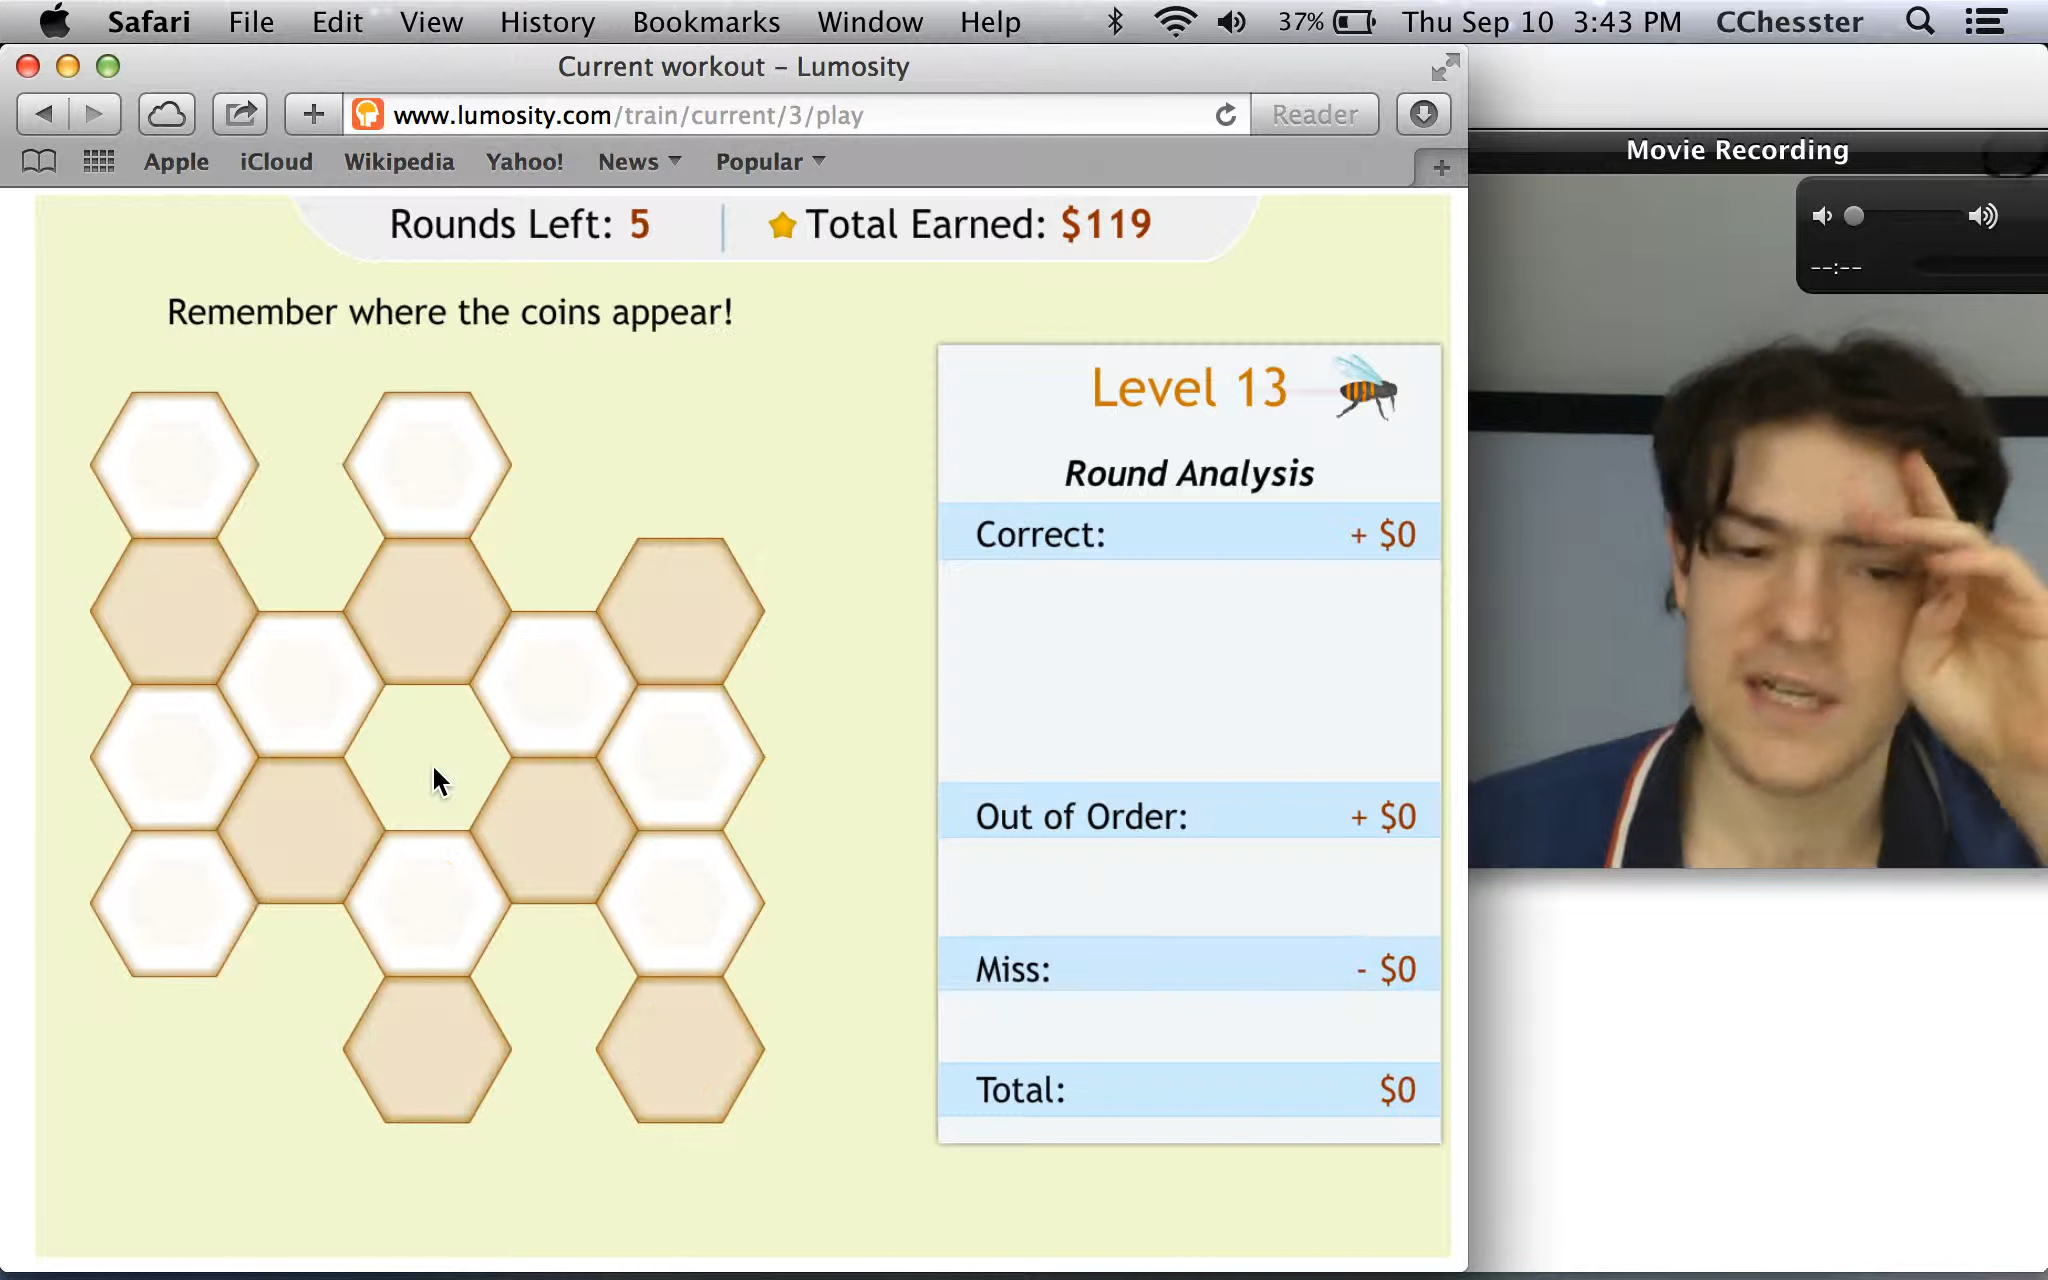 Safari File Edit View History Bookmarks Window Help 37% Thu Sep 10 3:43 PM CChesster
Current workout – Lumosity
www.lumosity.com/train/current/3/play
Reader
Apple iCloud Wikipedia Yahoo! News Popular
Movie Recording
--:--
Rounds Left: 5 Total Earned: $119
Remember where the coins appear!
Level 13
Round Analysis
Correct: + $0
Out of Order: + $0
Miss: - $0
Total: $0